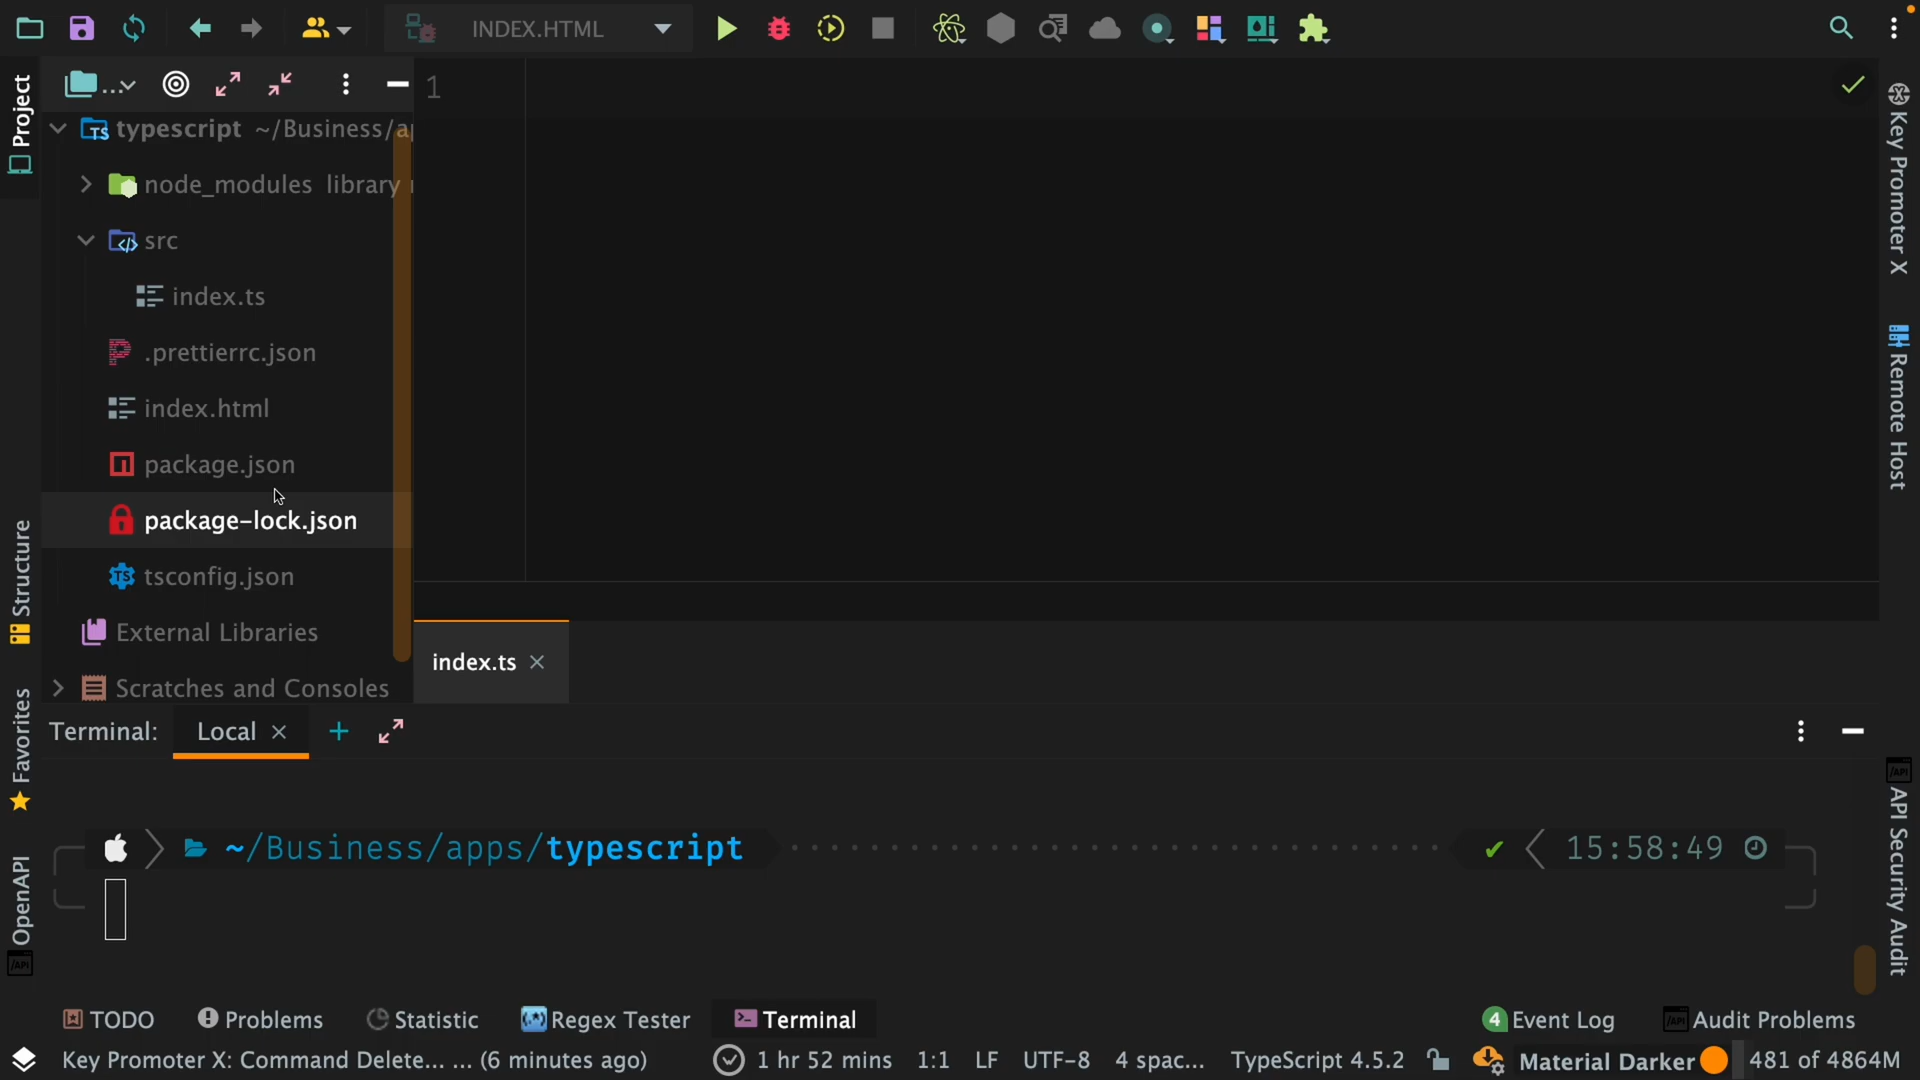 INDEX.HTML
Project
1
typescript ~/Business/a
node_modules library
src
index.ts
.prettierrc.json
index.html
package.json
package-lock.json
tsconfig.json
External Libraries
Scratches and Consoles
Structure
Favorites
OpenAPI
Key Promoter X
Remote Host
API Security Audit
index.ts
Terminal: Local
~/Business/apps/typescript 15:58:49
TODO Problems Statistic Regex Tester Terminal 4 Event Log Audit Problems
Key Promoter X: Command Delete... ... (6 minutes ago) 1 hr 52 mins 1:1 LF UTF-8 4 spac... TypeScript 4.5.2 Material Darker 481 of 4864M